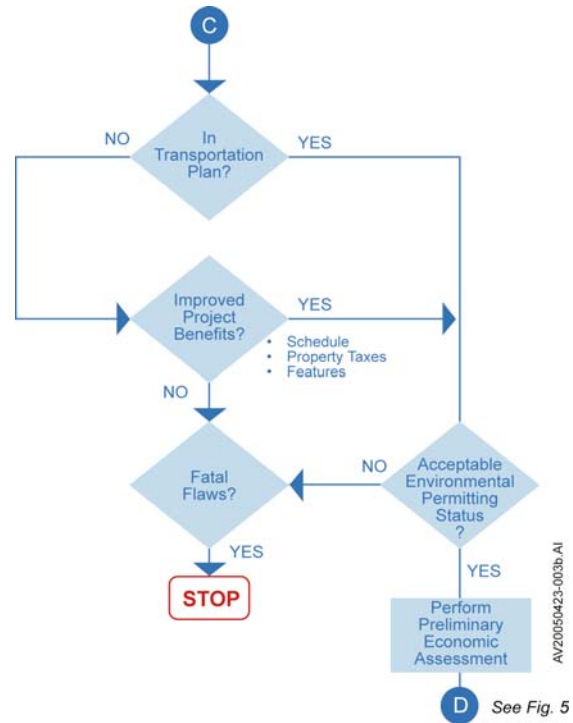 C
In
Transportation
Plan?
NO
YES
Improved
Project
Benefits?
YES
• Schedule
• Property Taxes
• Features
NO
Fatal
Flaws?
NO
Acceptable
Environmental
Permitting
Status
?
YES
STOP
YES
Perform
Preliminary
Economic
Assessment
D
See Fig. 5
AV20050423-003b.AI